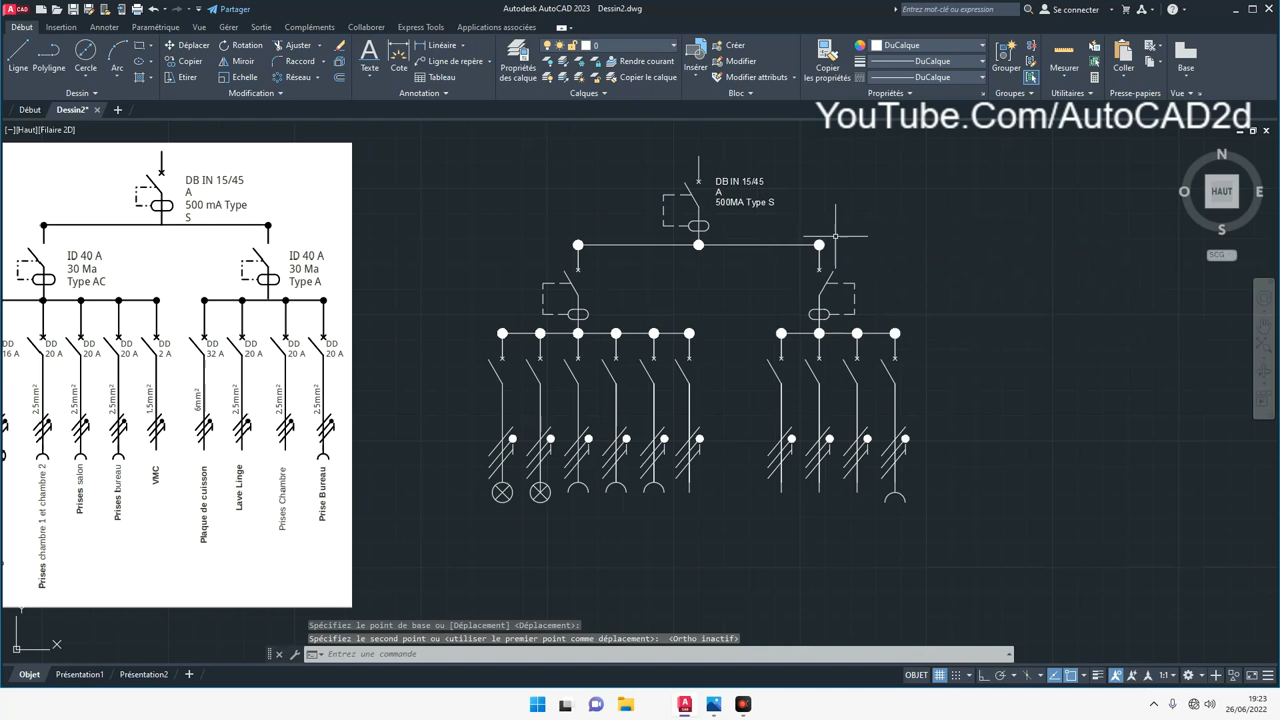 CAD
Partager
Autodesk AutoCAD 2023 Dessin2.dwg
Entrez mot-clé ou expression
Se connecter
Début Insertion Annoter Paramétrique Vue Gérer Sortie Compléments Collaborer Express Tools Applications associées
Ligne Polyligne Cercle Arc
Déplacer Rotation Ajuster
Copier Miroir Raccord
Etirer Echelle Réseau
Texte Cote
Linéaire
Ligne de repère
Tableau
Propriétés
des calque
0
Rendre courant
Copier le calque
Insérer
Créer
Modifier
Modifier attributs
Copier
les propriétés
DuCalque
DuCalque
DuCalque
Grouper
Mesurer
Coller
Base
Dessin Modification Annotation Calques Bloc Propriétés Groupes Utilitaires Presse-papiers Vue
Début Dessin2*
YouTube.Com/AutoCAD2d
[−][Haut][Filaire 2D]
N
O HAUT E
S
SCG
DB IN 15/45
A
500 mA Type
S
ID 40 A
30 Ma
Type AC
ID 40 A
30 Ma
Type A
DD
16 A
DD
20 A
DD
20 A
DD
20 A
DD
2 A
DD
32 A
DD
20 A
DD
20 A
DD
20 A
2.5mm²
2.5mm²
2.5mm²
1.5mm²
6mm²
2.5mm²
2.5mm²
2.5mm²
Prises chambre 1 et chambre 2
Prises salon
Prises bureau
VMC
Plaque de cuisson
Lave Linge
Prises Chambre
Prise Bureau
DB IN 15/45
A
500MA Type S
Y
X
Spécifiez le point de base ou [Déplacement] <Déplacement>:
Spécifiez le second point ou <utiliser le premier point comme déplacement>: <Ortho inactif>
Entrez une commande
Objet Présentation1 Présentation2
OBJET
1:1
19:23
26/06/2022